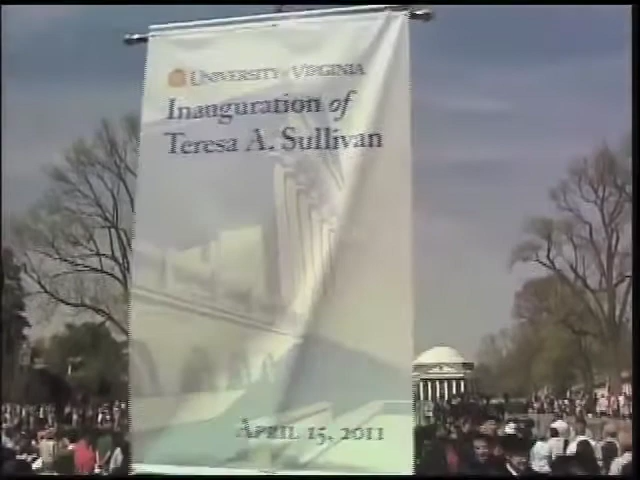 UNIVERSITY of VIRGINIA
Inauguration of
Teresa A. Sullivan
APRIL 15, 2011